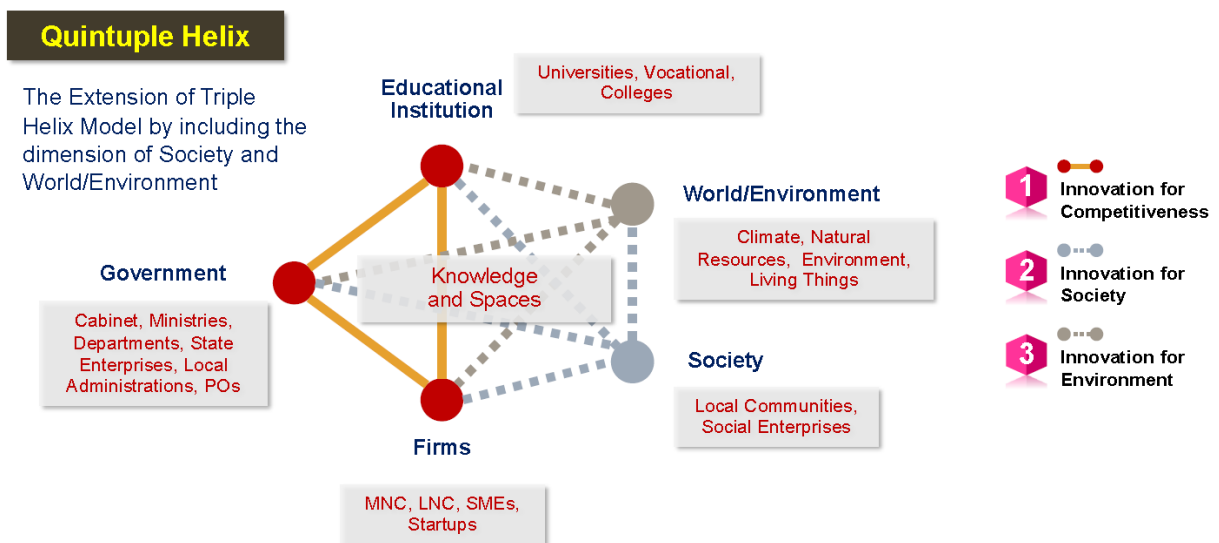 Quintuple Helix
The Extension of Triple
Helix Model by including the
dimension of Society and
World/Environment
Educational
Institution
Universities, Vocational,
Colleges
World/Environment
Climate, Natural
Resources, Environment,
Living Things
Government
Cabinet, Ministries,
Departments, State
Enterprises, Local
Administrations, POs
Knowledge
and Spaces
Society
Local Communities,
Social Enterprises
Firms
MNC, LNC, SMEs,
Startups
1
Innovation for
Competitiveness
2
Innovation for
Society
3
Innovation for
Environment